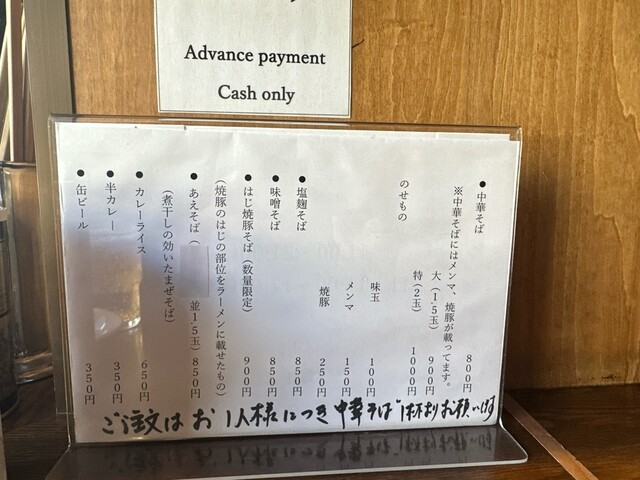 Advance payment
Cash only
●中華そば 800円
※中華そばにはメンマ、焼豚が載ってます。
大(1.5玉) 900円
特(2玉) 1000円
のせもの
味玉 100円
メンマ 150円
焼豚 250円
●塩麹そば 850円
●味噌そば 850円
●はじ焼豚そば(数量限定) 900円
(焼豚のはじの部位をラーメンに載せたもの)
●あえそば( 並1.5玉) 850円
(煮干しの効いたまぜそば)
●カレーライス 650円
●半カレー 350円
●缶ビール 350円
ご注文はお1人様につき中華そば1杯よりお願いします